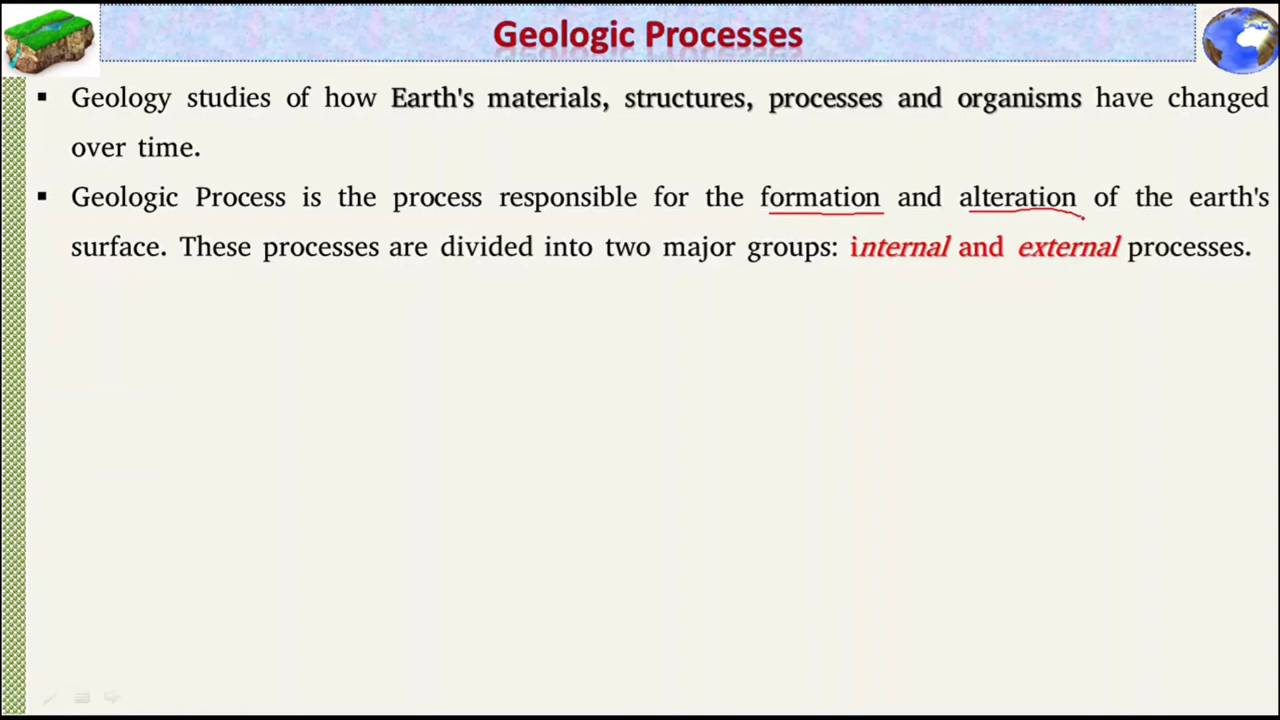 Geologic Processes
▪ Geology studies of how Earth's materials, structures, processes and organisms have changed
over time.
▪ Geologic Process is the process responsible for the formation and alteration of the earth's
surface. These processes are divided into two major groups: internal and external processes.